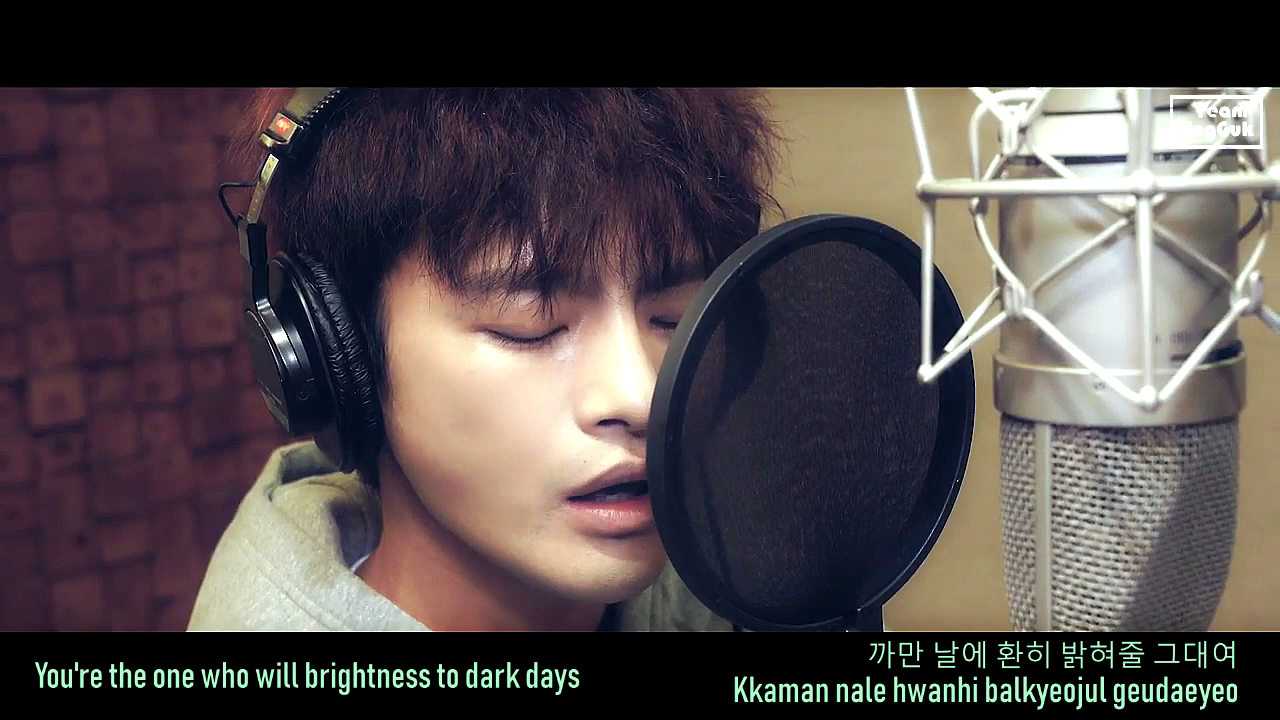 Team
You're the one who will brightness to dark days
까만 날에 환히 밝혀줄 그대여
Kkaman nale hwanhi balkyeojul geudaeyeo